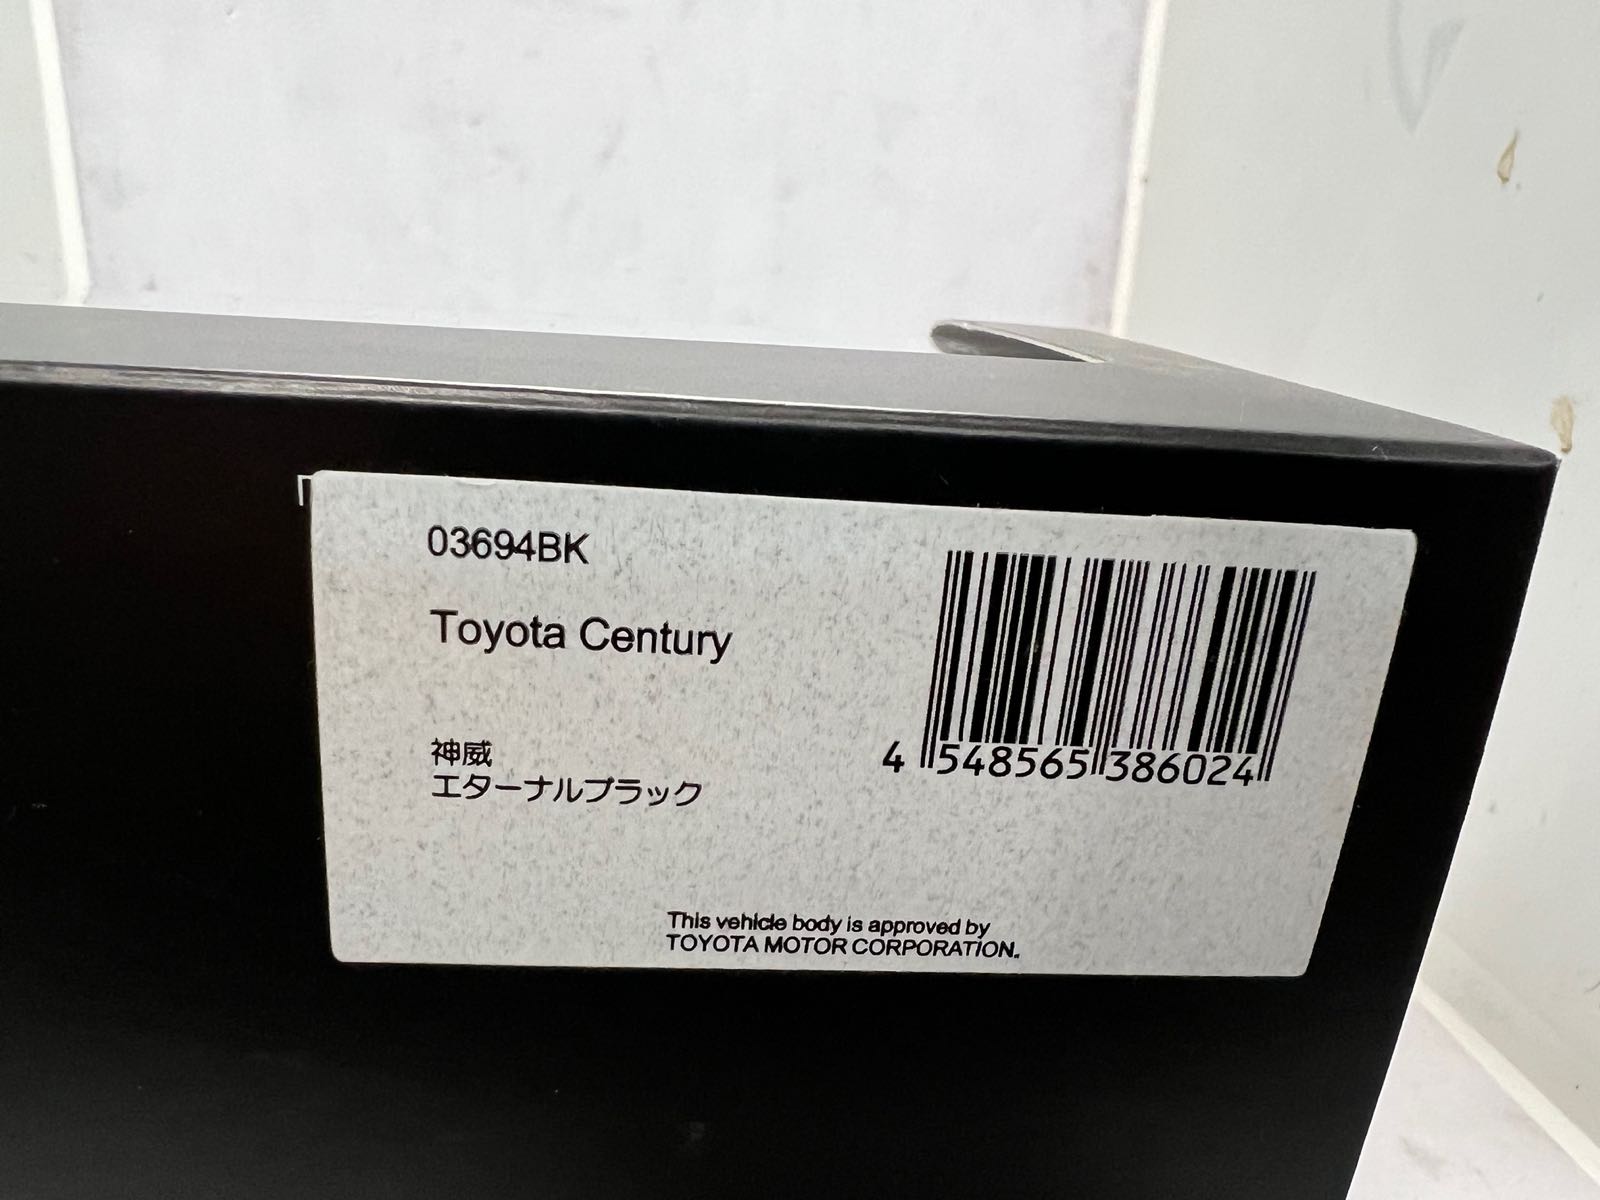 03694BK
Toyota Century
神威
エターナルブラック
4 548565 386024
This vehicle body is approved by
TOYOTA MOTOR CORPORATION.